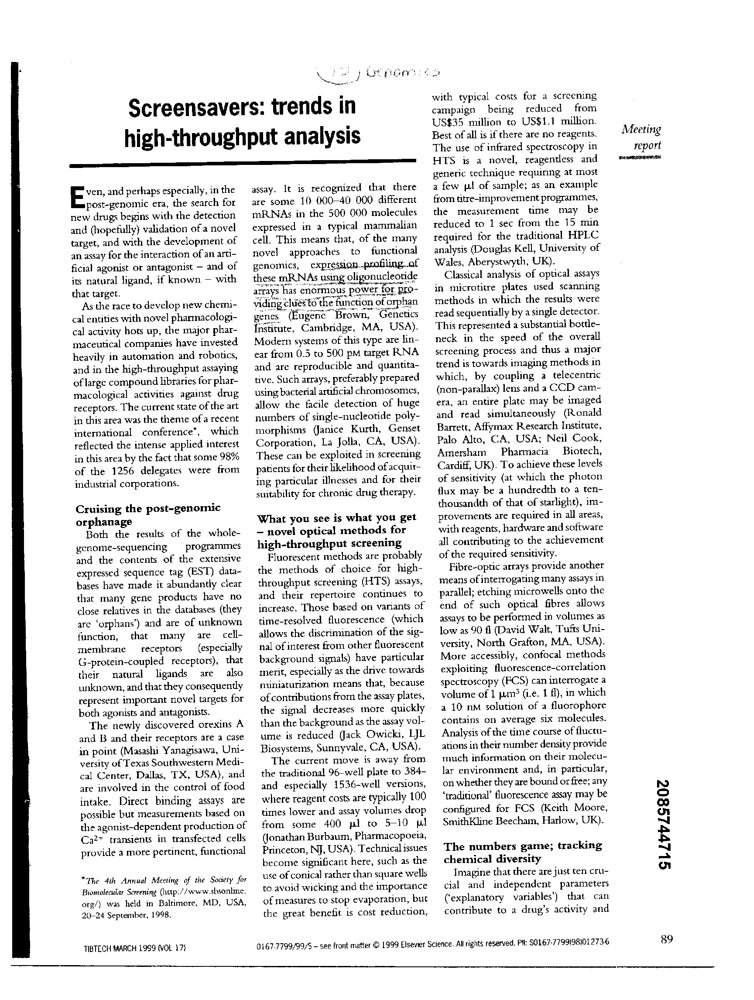 (12) Genomics
Screensavers: trends in
high-throughput analysis
Meeting
report
Even, and perhaps especially, in the
post-genomic era, the search for
new drugs begins with the detection
and (hopefully) validation of a novel
target, and with the development of
an assay for the interaction of an arti-
ficial agonist or antagonist – and of
its natural ligand, if known – with
that target.
As the race to develop new chemi-
cal entities with novel pharmacologi-
cal activity hots up, the major phar-
maceutical companies have invested
heavily in automation and robotics,
and in the high-throughput assaying
of large compound libraries for phar-
macological activities against drug
receptors. The current state of the art
in this area was the theme of a recent
international conference*, which
reflected the intense applied interest
in this area by the fact that some 98%
of the 1256 delegates were from
industrial corporations.
Cruising the post-genomic
orphanage
Both the results of the whole-
genome-sequencing programmes
and the contents of the extensive
expressed sequence tag (EST) data-
bases have made it abundantly clear
that many gene products have no
close relatives in the databases (they
are ‘orphans’) and are of unknown
function, that many are cell-
membrane receptors (especially
G-protein-coupled receptors), that
their natural ligands are also
unknown, and that they consequently
represent important novel targets for
both agonists and antagonists.
The newly discovered orexins A
and B and their receptors are a case
in point (Masashi Yanagisawa, Uni-
versity of Texas Southwestern Medi-
cal Center, Dallas, TX, USA), and
are involved in the control of food
intake. Direct binding assays are
possible but measurements based on
the agonist-dependent production of
Ca2+ transients in transfected cells
provide a more pertinent, functional
*The 4th Annual Meeting of the Society for
Biomolecular Screening (http://www.sbsonline.
org/) was held in Baltimore, MD, USA,
20–24 September, 1998.
assay. It is recognized that there
are some 10 000–40 000 different
mRNAs in the 500 000 molecules
expressed in a typical mammalian
cell. This means that, of the many
novel approaches to functional
genomics, expression profiling of
these mRNAs using oligonucleotide
arrays has enormous power for pro-
viding clues to the function of orphan
genes (Eugene Brown, Genetics
Institute, Cambridge, MA, USA).
Modern systems of this type are lin-
ear from 0.5 to 500 pM target RNA
and are reproducible and quantita-
tive. Such arrays, preferably prepared
using bacterial artificial chromosomes,
allow the facile detection of huge
numbers of single-nucleotide poly-
morphisms (Janice Kurth, Genset
Corporation, La Jolla, CA, USA).
These can be exploited in screening
patients for their likelihood of acquir-
ing particular illnesses and for their
suitability for chronic drug therapy.
What you see is what you get
– novel optical methods for
high-throughput screening
Fluorescent methods are probably
the methods of choice for high-
throughput screening (HTS) assays,
and their repertoire continues to
increase. Those based on variants of
time-resolved fluorescence (which
allows the discrimination of the sig-
nal of interest from other fluorescent
background signals) have particular
merit, especially as the drive towards
miniaturization means that, because
of contributions from the assay plates,
the signal decreases more quickly
than the background as the assay vol-
ume is reduced (Jack Owicki, LJL
Biosystems, Sunnyvale, CA, USA).
The current move is away from
the traditional 96-well plate to 384-
and especially 1536-well versions,
where reagent costs are typically 100
times lower and assay volumes drop
from some 400 μl to 5–10 μl
(Jonathan Burbaum, Pharmacopoeia,
Princeton, NJ, USA). Technical issues
become significant here, such as the
use of conical rather than square wells
to avoid wicking and the importance
of measures to stop evaporation, but
the great benefit is cost reduction,
with typical costs for a screening
campaign being reduced from
US$35 million to US$1.1 million.
Best of all is if there are no reagents.
The use of infrared spectroscopy in
HTS is a novel, reagentless and
generic technique requiring at most
a few μl of sample; as an example
from titre-improvement programmes,
the measurement time may be
reduced to 1 sec from the 15 min
required for the traditional HPLC
analysis (Douglas Kell, University of
Wales, Aberystwyth, UK).
Classical analysis of optical assays
in microtitre plates used scanning
methods in which the results were
read sequentially by a single detector.
This represented a substantial bottle-
neck in the speed of the overall
screening process and thus a major
trend is towards imaging methods in
which, by coupling a telecentric
(non-parallax) lens and a CCD cam-
era, an entire plate may be imaged
and read simultaneously (Ronald
Barrett, Affymax Research Institute,
Palo Alto, CA, USA; Neil Cook,
Amersham Pharmacia Biotech,
Cardiff, UK). To achieve these levels
of sensitivity (at which the photon
flux may be a hundredth to a ten-
thousandth of that of starlight), im-
provements are required in all areas,
with reagents, hardware and software
all contributing to the achievement
of the required sensitivity.
Fibre-optic arrays provide another
means of interrogating many assays in
parallel; etching microwells onto the
end of such optical fibres allows
assays to be performed in volumes as
low as 90 fl (David Walt, Tufts Uni-
versity, North Grafton, MA, USA).
More accessibly, confocal methods
exploiting fluorescence-correlation
spectroscopy (FCS) can interrogate a
volume of 1 μm³ (i.e. 1 fl), in which
a 10 nM solution of a fluorophore
contains on average six molecules.
Analysis of the time course of fluctu-
ations in their number density provide
much information on their molecu-
lar environment and, in particular,
on whether they are bound or free; any
‘traditional’ fluorescence assay may be
configured for FCS (Keith Moore,
SmithKline Beecham, Harlow, UK).
The numbers game; tracking
chemical diversity
Imagine that there are just ten cru-
cial and independent parameters
(‘explanatory variables’) that can
contribute to a drug’s activity and
2085744715
TIBTECH MARCH 1999 (VOL 17)
0167-7799/99/$ – see front matter © 1999 Elsevier Science. All rights reserved. PII: S0167-7799(98)01273-6
89